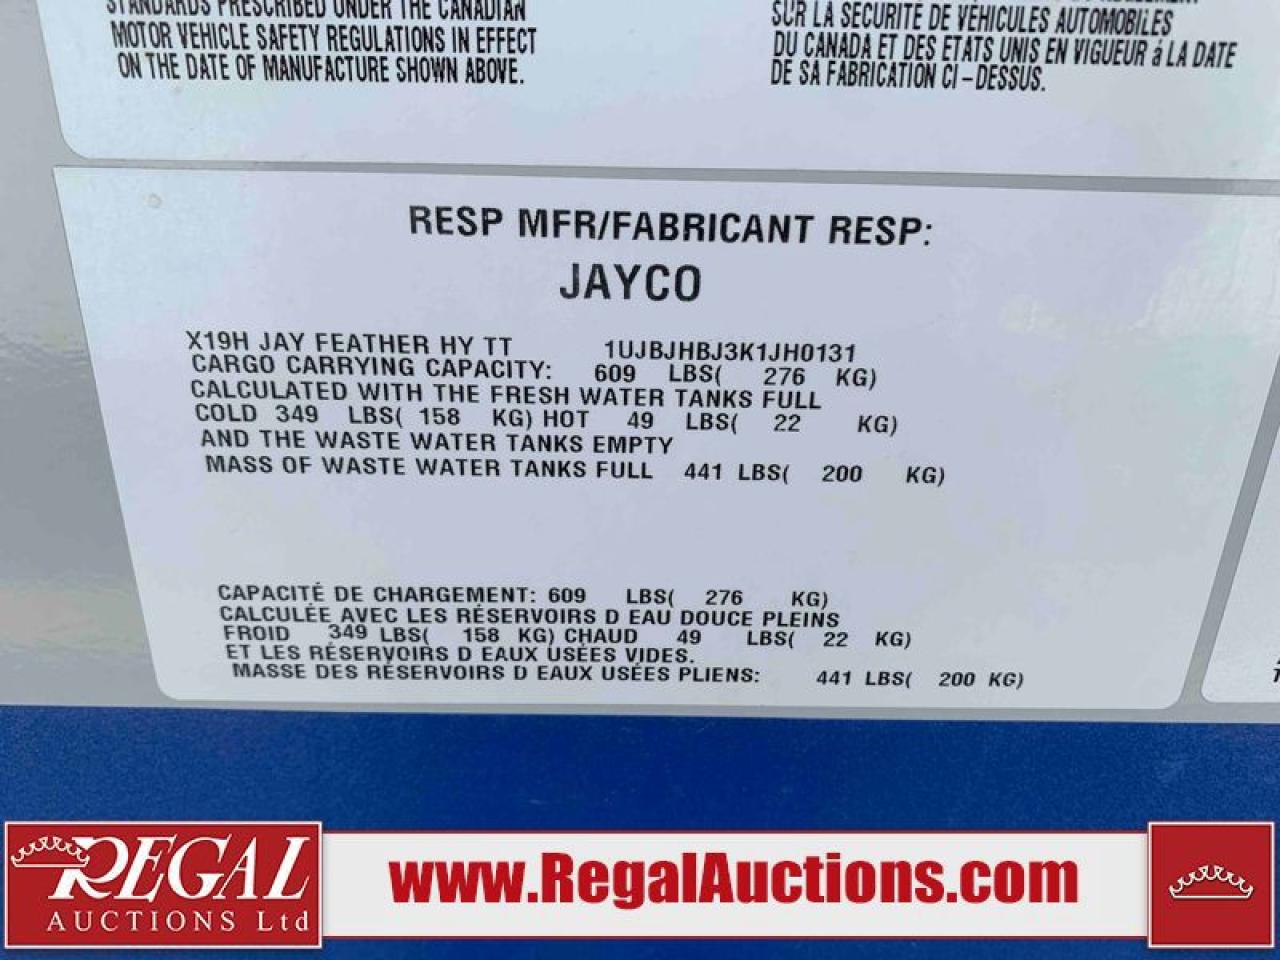 STANDARDS PRESCRIBED UNDER THE CANADIAN
MOTOR VEHICLE SAFETY REGULATIONS IN EFFECT
ON THE DATE OF MANUFACTURE SHOWN ABOVE.
SUR LA SÉCURITÉ DE VÉHICULES AUTOMOBILES
DU CANADA ET DES ETATS UNIS EN VIGUEUR á LA DATE
DE SA FABRICATION CI-DESSUS.
RESP MFR/FABRICANT RESP:
JAYCO
X19H JAY FEATHER HY TT 1UJBJHBJ3K1JH0131
CARGO CARRYING CAPACITY: 609 LBS( 276 KG)
CALCULATED WITH THE FRESH WATER TANKS FULL
COLD 349 LBS( 158 KG) HOT 49 LBS( 22 KG)
AND THE WASTE WATER TANKS EMPTY
MASS OF WASTE WATER TANKS FULL 441 LBS( 200 KG)
CAPACITÉ DE CHARGEMENT: 609 LBS( 276 KG)
CALCULÉE AVEC LES RÉSERVOIRS D EAU DOUCE PLEINS
FROID 349 LBS( 158 KG) CHAUD 49 LBS( 22 KG)
ET LES RÉSERVOIRS D EAUX USÉES VIDES.
MASSE DES RÉSERVOIRS D EAUX USÉES PLIENS: 441 LBS( 200 KG)
REGAL
AUCTIONS Ltd
www.RegalAuctions.com